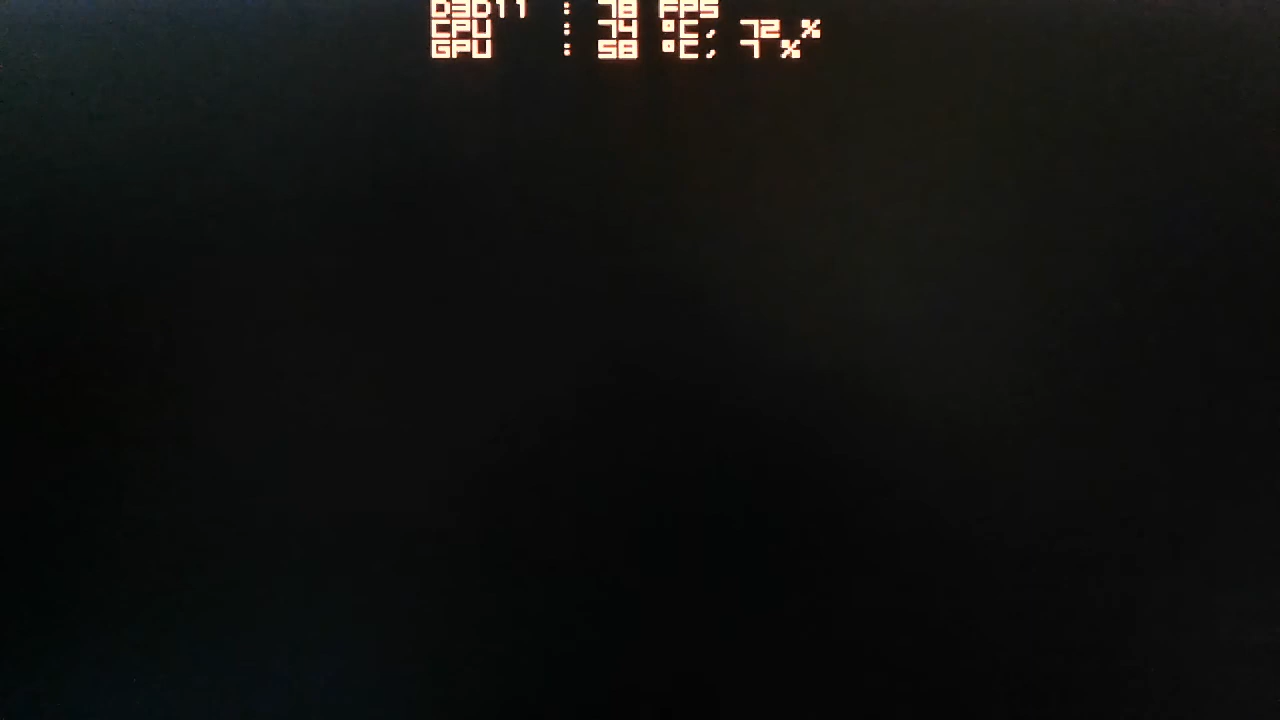 D3D11 : 78 FPS
CPU : 74 °C, 72 %
GPU : 58 °C, 7 %